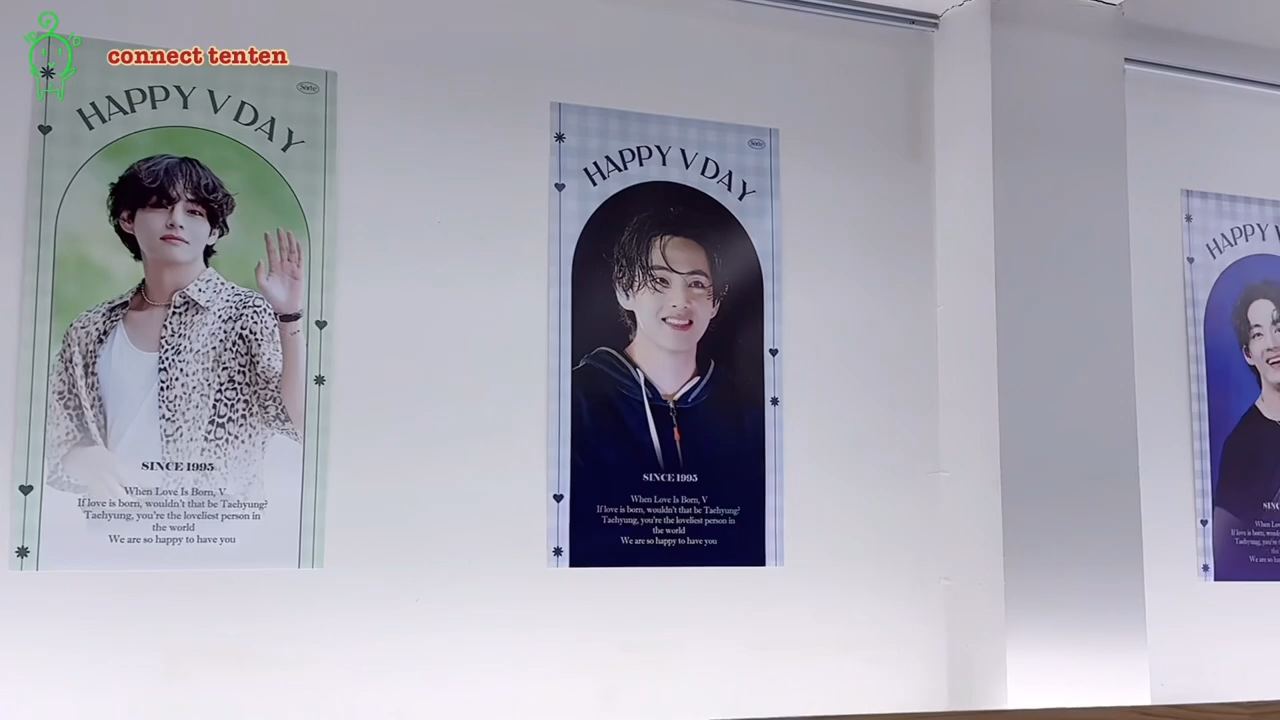 connect tenten
HAPPY V DAY
SINCE 1995
When Love Is Born, V
If love is born, wouldn't that be Taehyung?
Taehyung, you're the loveliest person in
the world
We are so happy to have you
HAPPY V DAY
SINCE 1995
When Love Is Born, V
If love is born, wouldn't that be Taehyung?
Taehyung, you're the loveliest person in
the world
We are so happy to have you
HAPPY